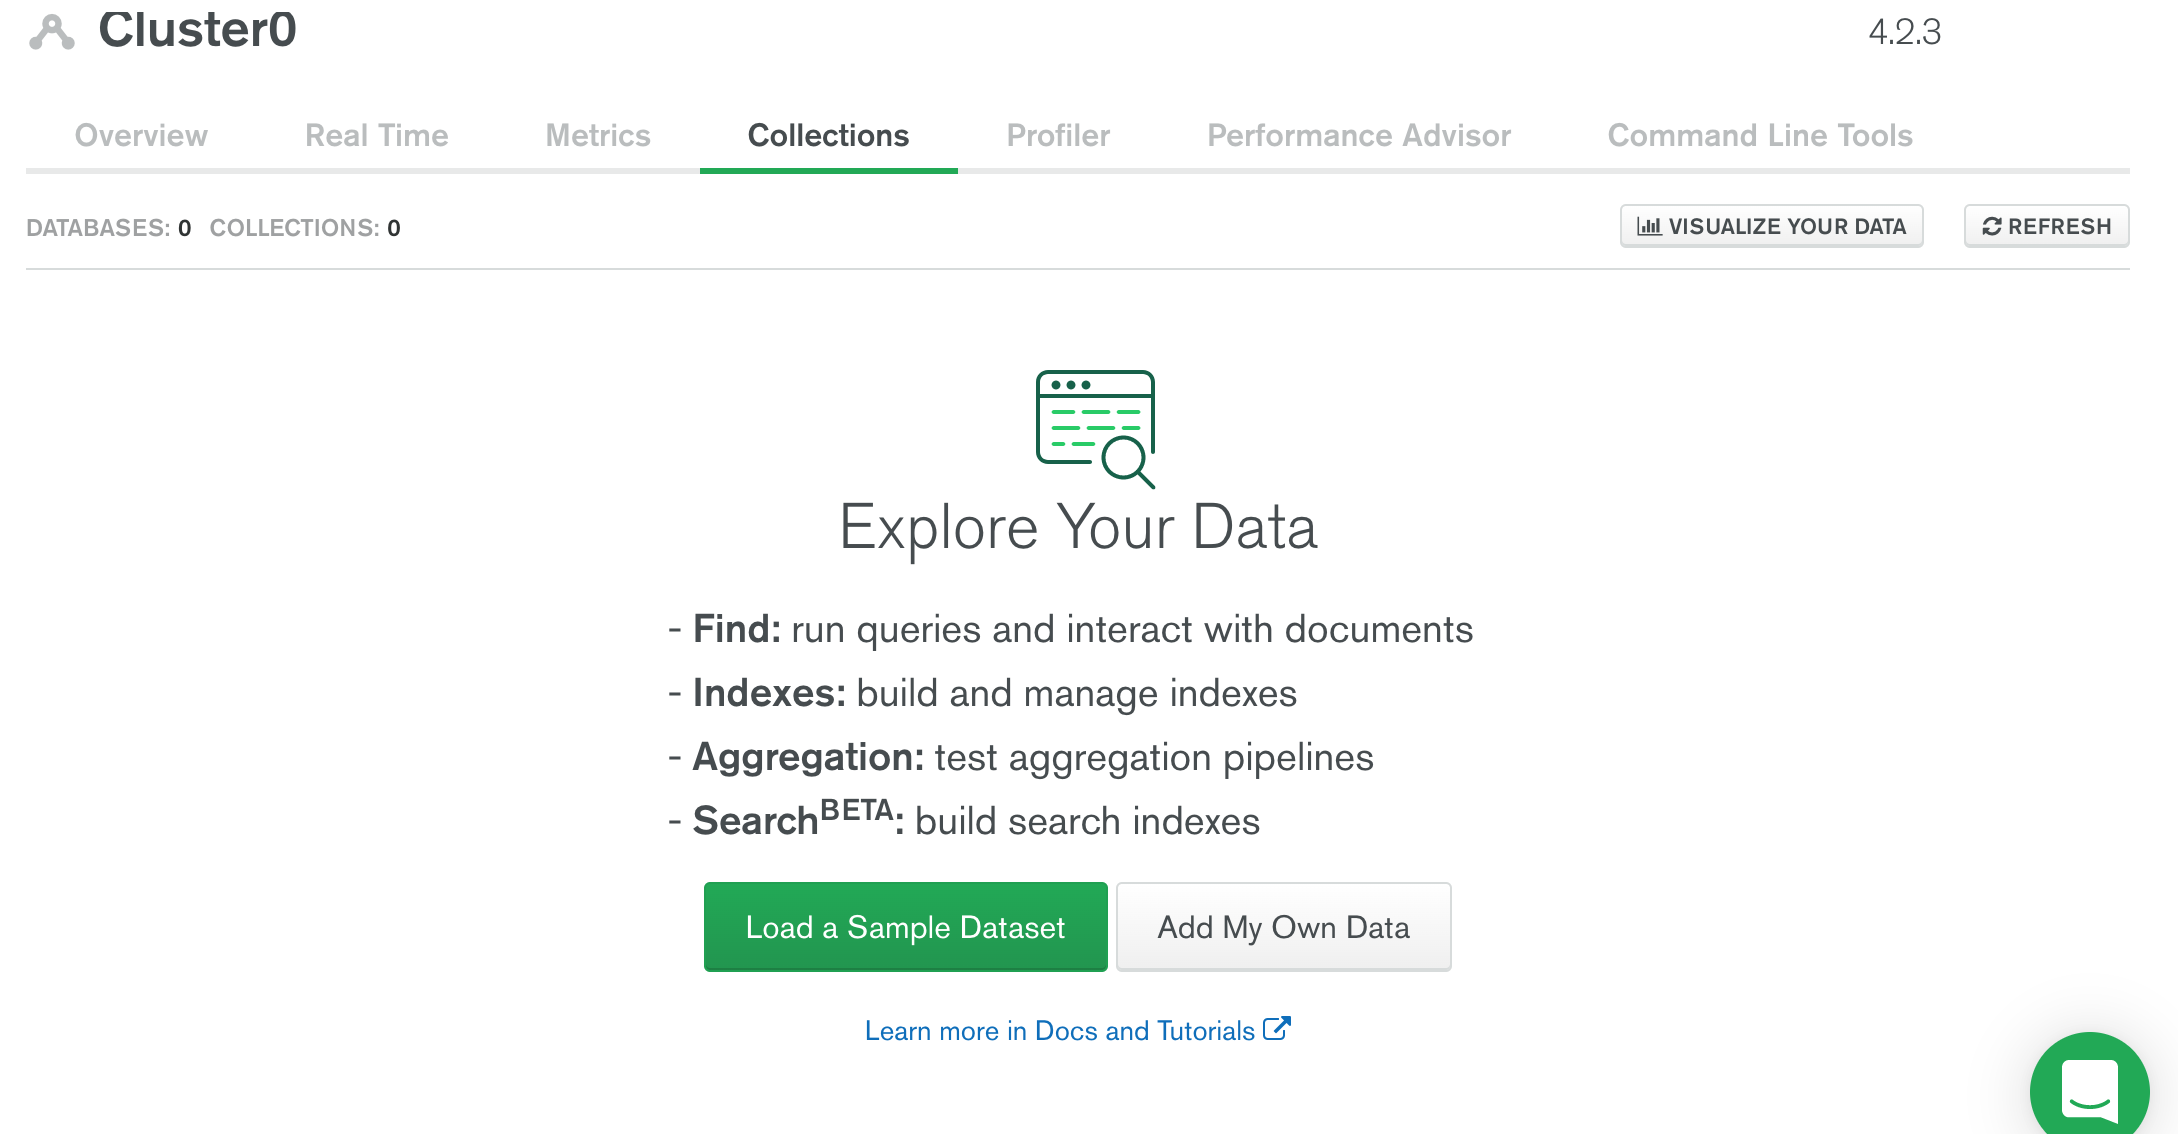 Cluster0 4.2.3
Overview Real Time Metrics Collections Profiler Performance Advisor Command Line Tools
DATABASES: 0 COLLECTIONS: 0 VISUALIZE YOUR DATA REFRESH
Explore Your Data
- Find: run queries and interact with documents
- Indexes: build and manage indexes
- Aggregation: test aggregation pipelines
- SearchBETA: build search indexes
Load a Sample Dataset Add My Own Data
Learn more in Docs and Tutorials